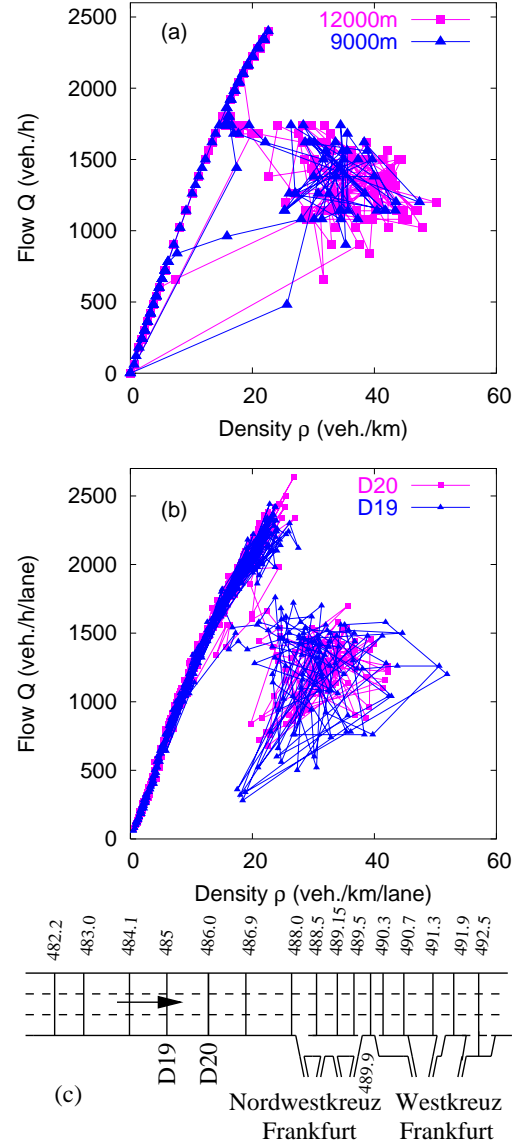 (a)
12000m
9000m
2500
2000
1500
1000
500
0
Flow Q (veh./h)
0 20 40 60
Density ρ (veh./km)
(b)
D20
D19
2500
2000
1500
1000
500
0
Flow Q (veh./h/lane)
0 20 40 60
Density ρ (veh./km/lane)
482.2 483.0 484.1 485 486.0 486.9 488.0 488.5 489.15 489.5 490.3 490.7 491.3 491.9 492.5
D19 D20
489.9
(c)
Nordwestkreuz Westkreuz
Frankfurt Frankfurt